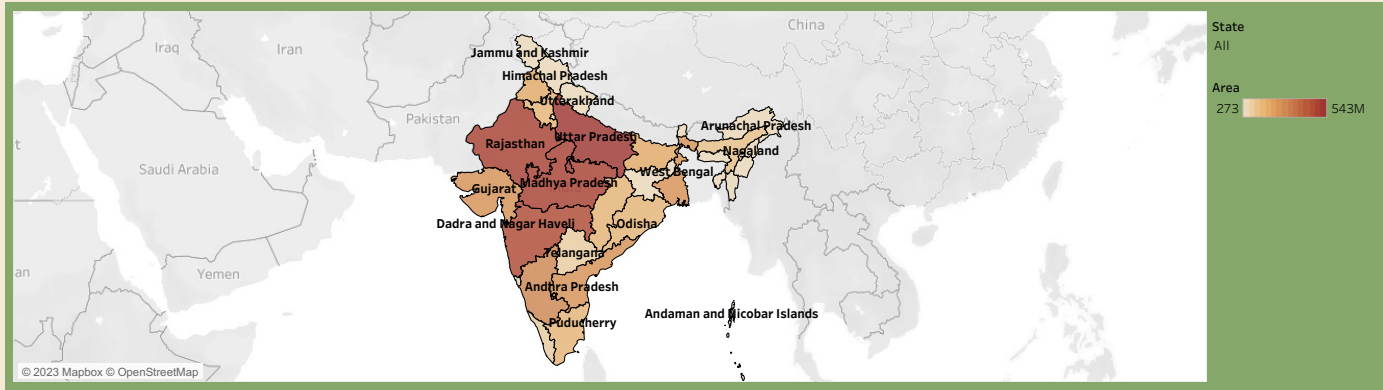 China
Iraq
Iran
Jammu and Kashmir
Himachal Pradesh
Uttarakhand
Pakistan
Arunachal Pradesh
Uttar Pradesh
Rajasthan
Nagaland
t
Saudi Arabia
West Bengal
Madhya Pradesh
Gujarat
Dadra and Nagar Haveli
Odisha
Telangana
an
Yemen
Andhra Pradesh
Andaman and Nicobar Islands
Puducherry
© 2023 Mapbox © OpenStreetMap
State
All
Area
273 543M